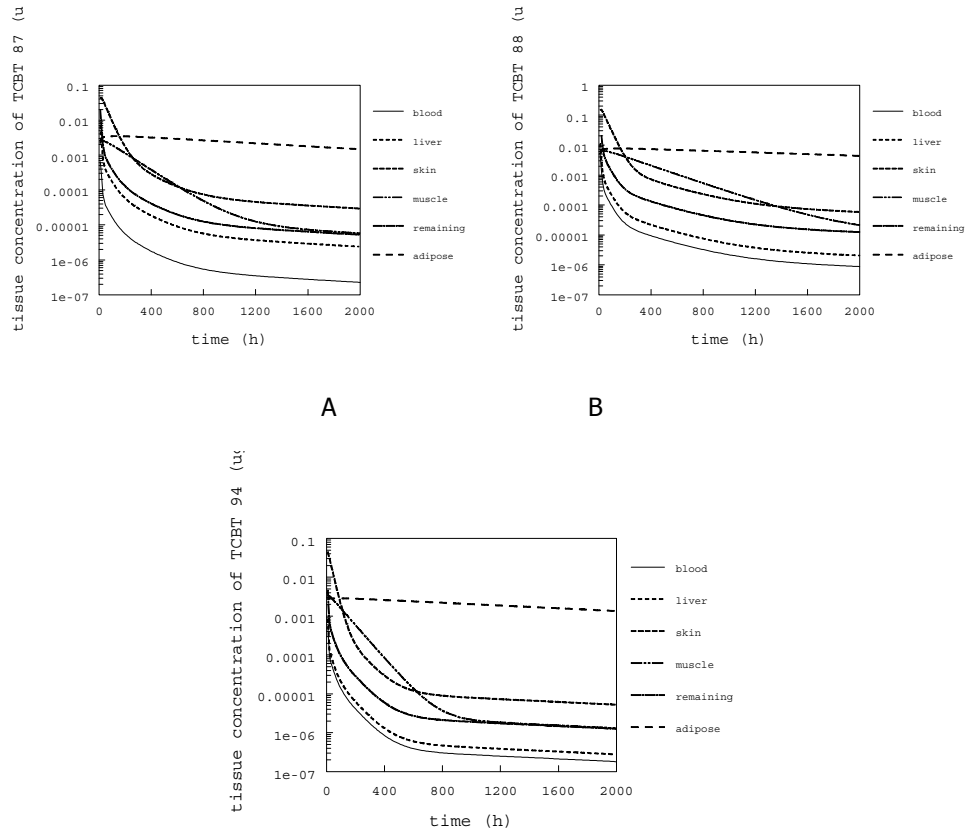 tissue concentration of TCBT 87 (u
0.1
0.01
0.001
0.0001
0.00001
1e-06
1e-07
0 400 800 1200 1600 2000
time (h)
blood
liver
skin
muscle
remaining
adipose
tissue concentration of TCBT 88 (u
1
0.1
0.01
0.001
0.0001
0.00001
1e-06
1e-07
0 400 800 1200 1600 2000
time (h)
blood
liver
skin
muscle
remaining
adipose
A B
tissue concentration of TCBT 94 (ug
0.1
0.01
0.001
0.0001
0.00001
1e-06
1e-07
0 400 800 1200 1600 2000
time (h)
blood
liver
skin
muscle
remaining
adipose